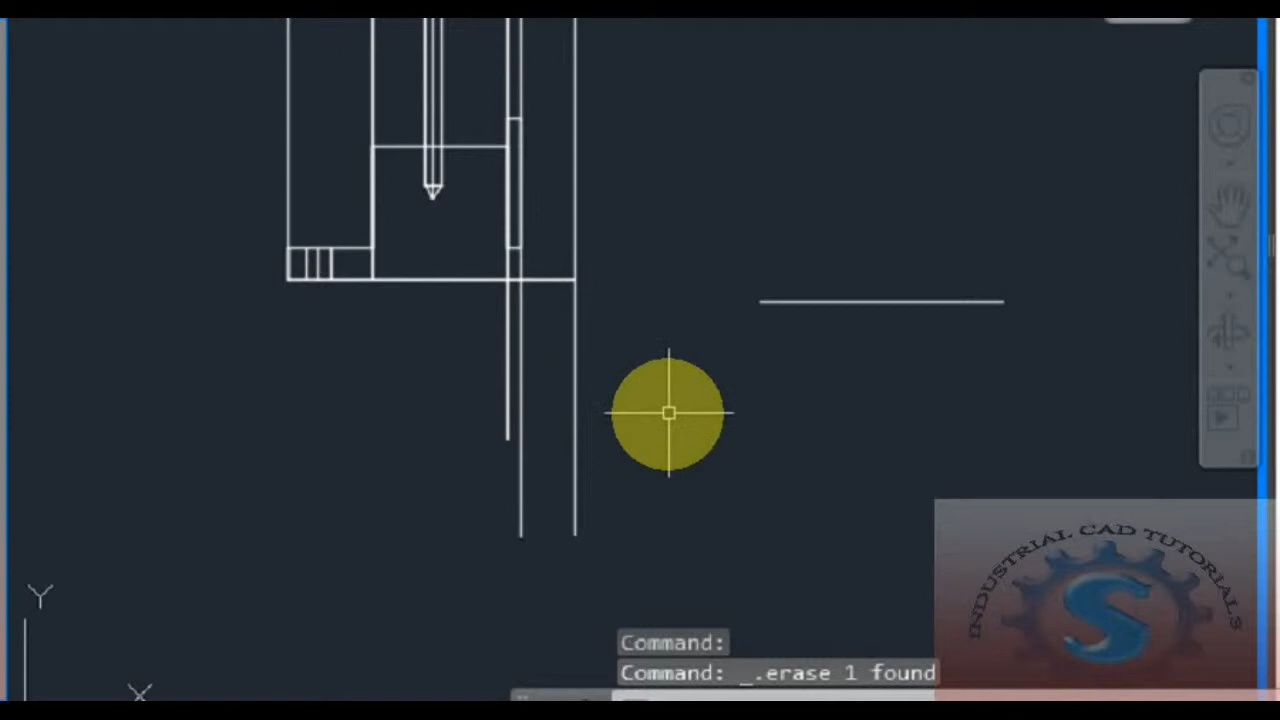 INDUSTRIAL CAD TUTORIALS
S
Y
Command:
Command: _.erase 1 found
X